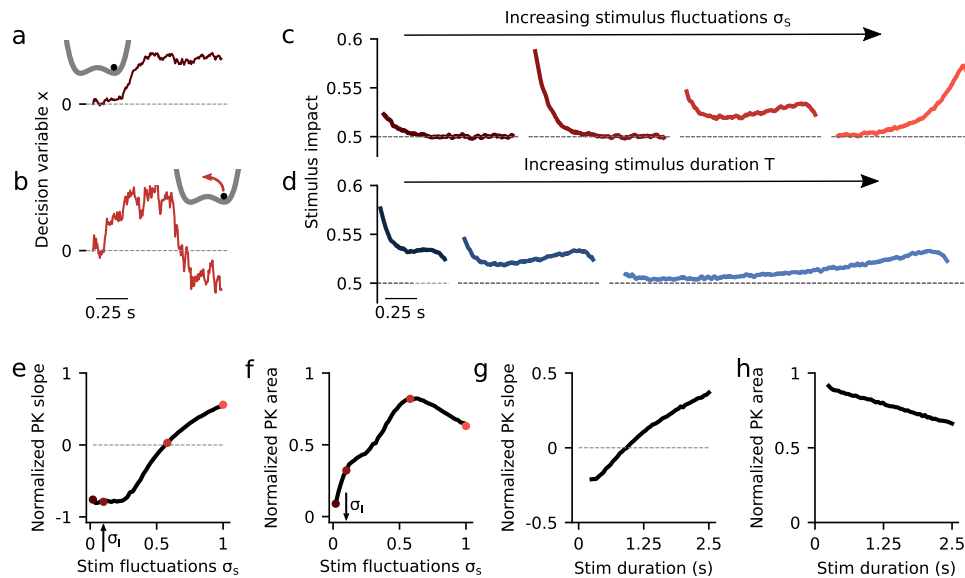 a
Decision variable x
0
b
0
0.25 s
c
Increasing stimulus fluctuations σS
Stimulus impact
0.6
0.55
0.5
d
Increasing stimulus duration T
0.6
0.55
0.5
0.25 s
e
Normalized PK slope
1
0
-1
0
0.5
1
σI
Stim fluctuations σS
f
Normalized PK area
1
0.5
0
0
0.5
1
σI
Stim fluctuations σS
g
Normalized PK slope
0.5
0
-0.5
0
1.25
2.5
Stim duration (s)
h
Normalized PK area
1
0.5
0
0
1.25
2.5
Stim duration (s)